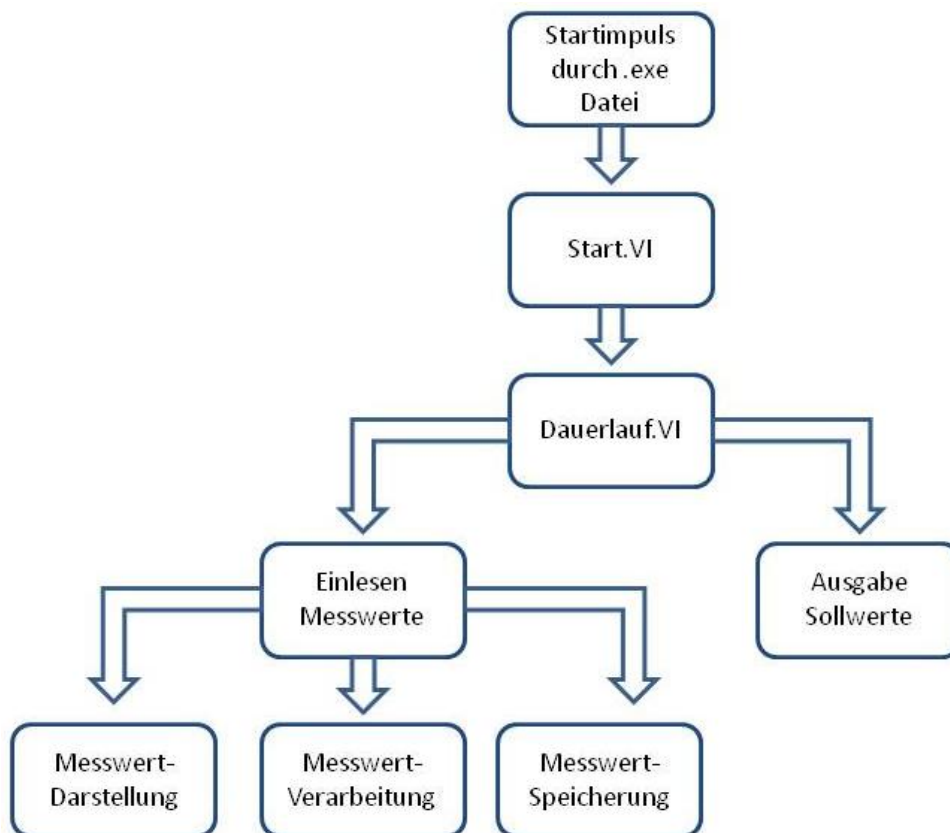 Startimpuls
durch .exe
Datei
Start.VI
Dauerlauf.VI
Einlesen
Messwerte
Ausgabe
Sollwerte
Messwert-
Darstellung
Messwert-
Verarbeitung
Messwert-
Speicherung